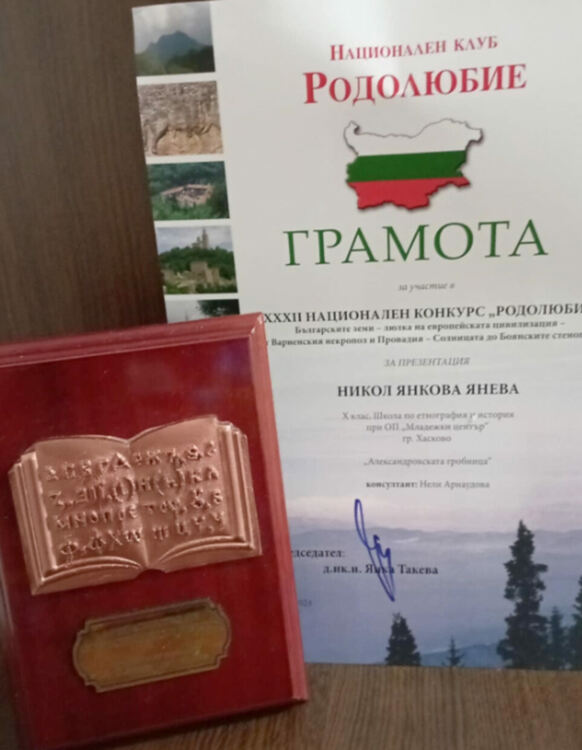 НАЦИОНАЛЕН КЛУБ
РОДОЛЮБИЕ
ГРАМОТА
за участие в
XXXII НАЦИОНАЛЕН КОНКУРС „РОДОЛЮБИ
Българските земи – люлка на европейската цивилизация –
Варненския некропол и Провадия – Солницата до Боянските стено
ЗА ПРЕЗЕНТАЦИЯ
НИКОЛ ЯНКОВА ЯНЕВА
X клас, Школа по етнография и история
при ОП „Младежки център"
гр. Хасково
„Александровската гробница"
консултант: Нели Арнаудова
едседател:
д.ик.н. Янка Такева